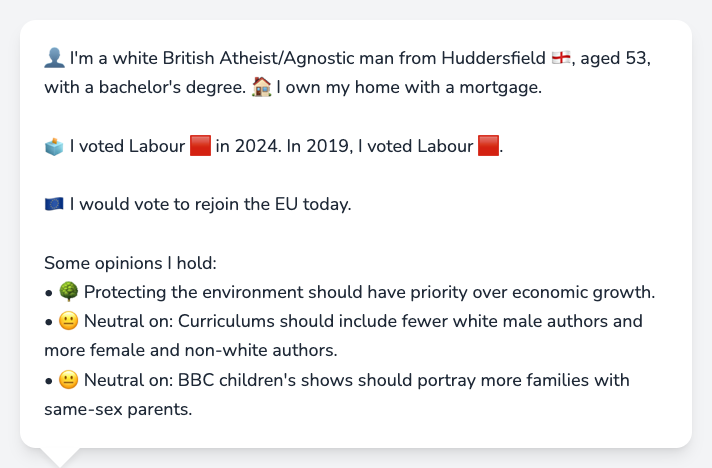 👤 I'm a white British Atheist/Agnostic man from Huddersfield 🏴󠁧󠁢󠁥󠁮󠁧󠁿, aged 53,
with a bachelor's degree. 🏠 I own my home with a mortgage.
🗳️ I voted Labour 🟥 in 2024. In 2019, I voted Labour 🟥.
🇪🇺 I would vote to rejoin the EU today.
Some opinions I hold:
• 🌳 Protecting the environment should have priority over economic growth.
• 😐 Neutral on: Curriculums should include fewer white male authors and
more female and non-white authors.
• 😐 Neutral on: BBC children's shows should portray more families with
same-sex parents.